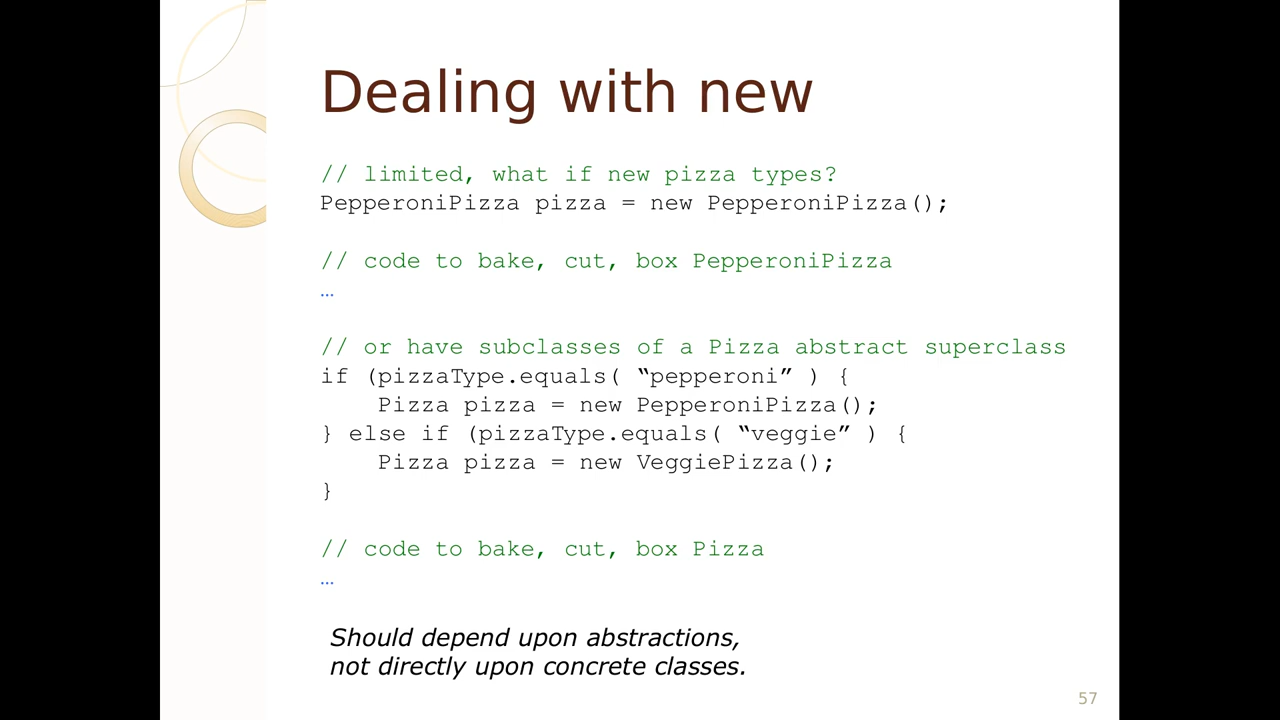 Dealing with new
// limited, what if new pizza types?
PepperoniPizza pizza = new PepperoniPizza();
// code to bake, cut, box PepperoniPizza
…
// or have subclasses of a Pizza abstract superclass
if (pizzaType.equals( “pepperoni” ) {
    Pizza pizza = new PepperoniPizza();
} else if (pizzaType.equals( “veggie” ) {
    Pizza pizza = new VeggiePizza();
}
// code to bake, cut, box Pizza
…
Should depend upon abstractions,
not directly upon concrete classes.
57